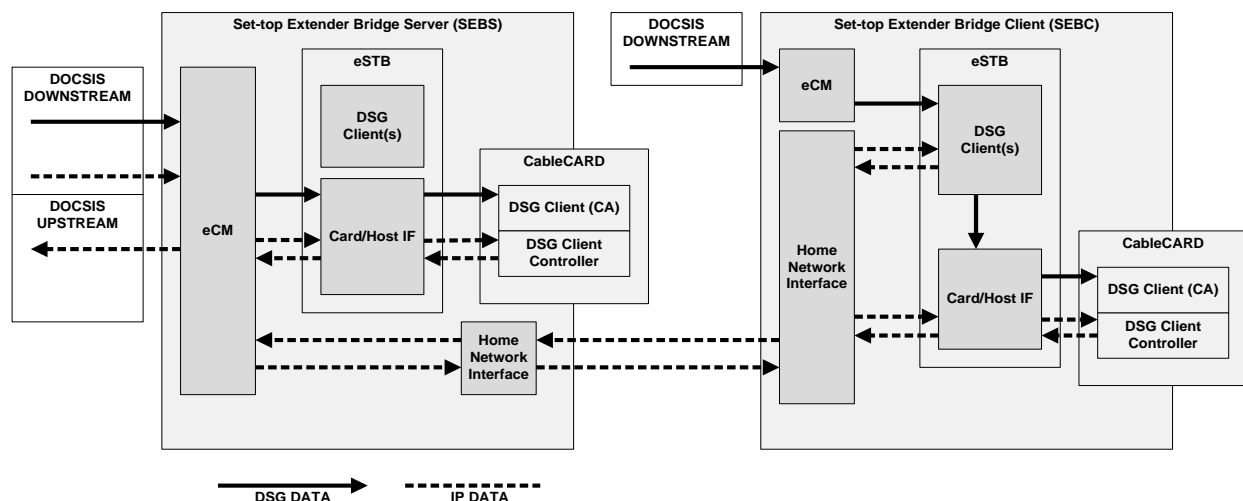 Set-top Extender Bridge Server (SEBS)
DOCSIS
DOWNSTREAM
DOCSIS
UPSTREAM
eCM
eSTB
DSG
Client(s)
Card/Host IF
CableCARD
DSG Client (CA)
DSG Client
Controller
Home
Network
Interface
Set-top Extender Bridge Client (SEBC)
DOCSIS
DOWNSTREAM
eCM
eSTB
DSG
Client(s)
Home
Network
Interface
Card/Host IF
CableCARD
DSG Client (CA)
DSG Client
Controller
DSG DATA
IP DATA